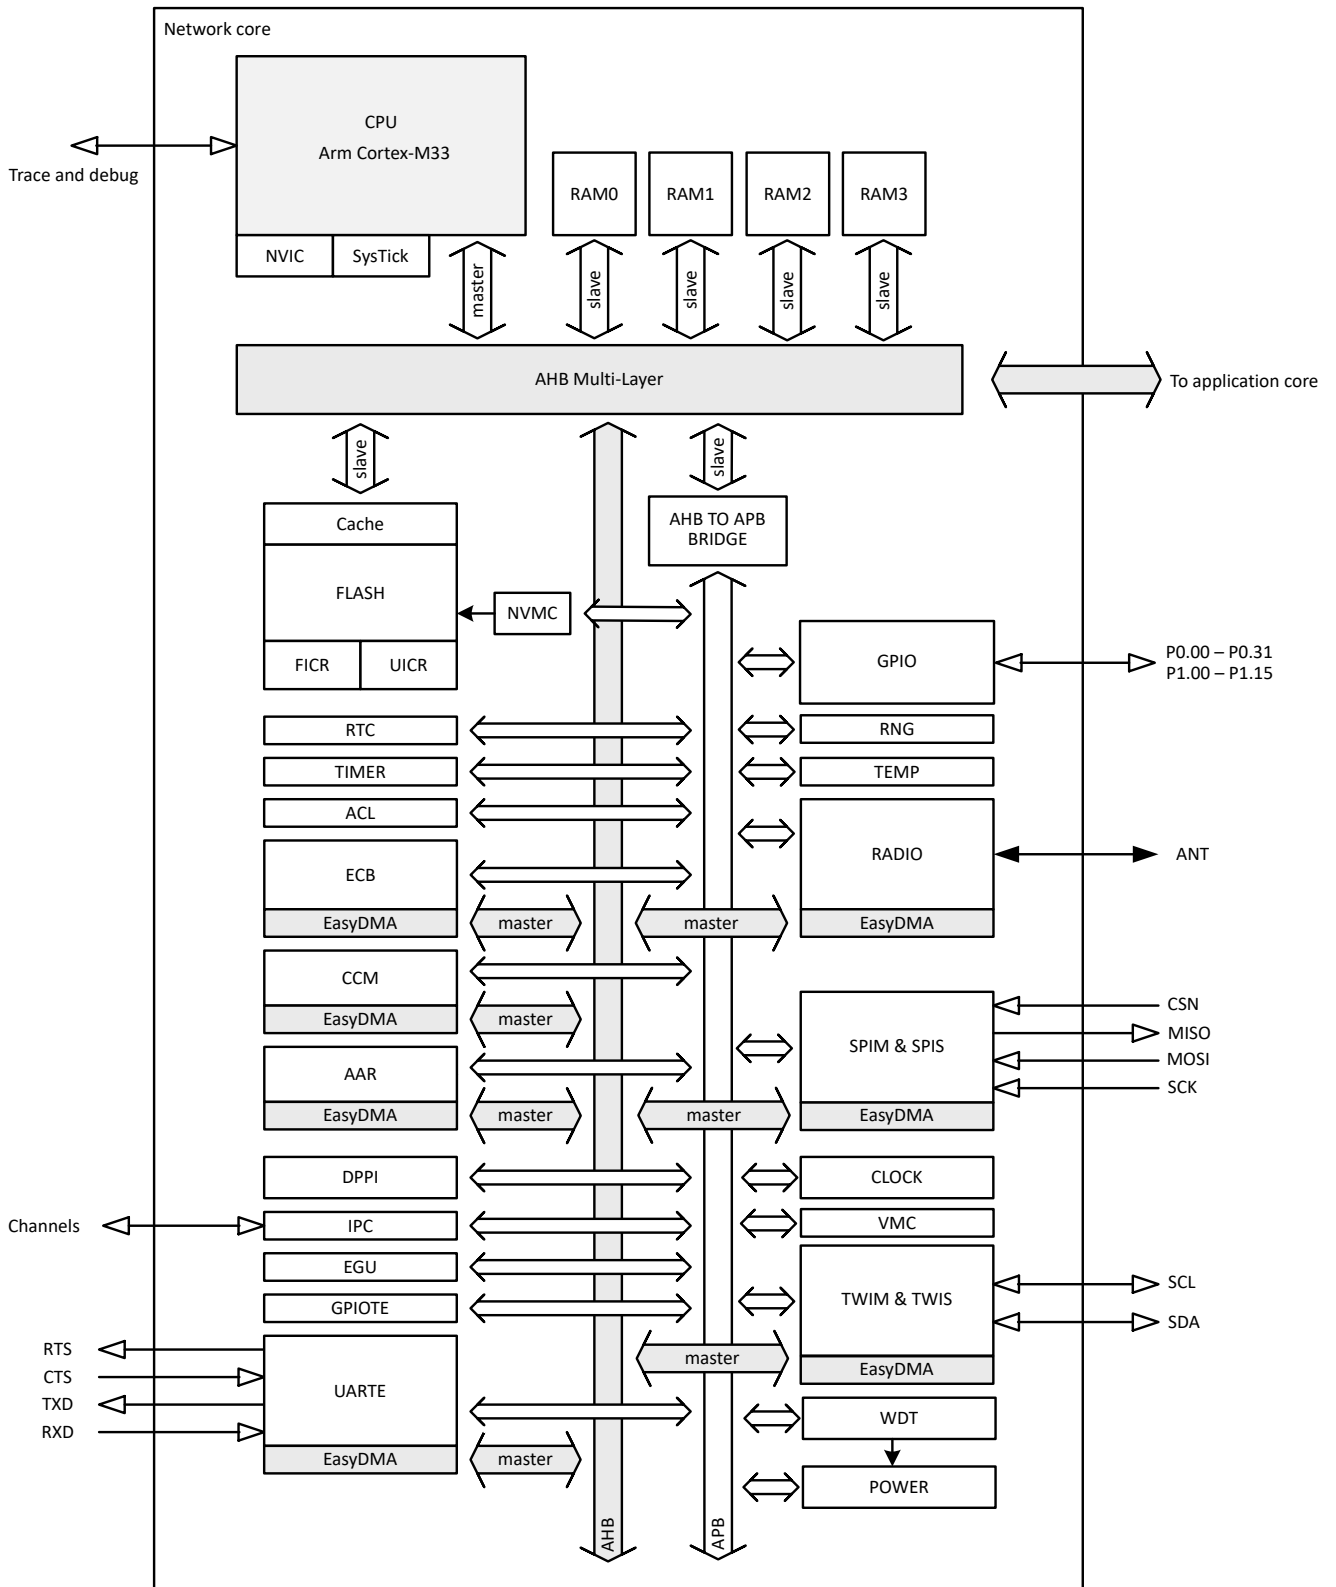 Network core
CPU
Arm Cortex-M33
Trace and debug
NVIC
SysTick
master
RAM0
RAM1
RAM2
RAM3
slave
slave
slave
slave
AHB Multi-Layer
To application core
slave
slave
Cache
FLASH
FICR
UICR
NVMC
AHB TO APB
BRIDGE
GPIO
P0.00 – P0.31
P1.00 – P1.15
RTC
RNG
TIMER
TEMP
ACL
ECB
EasyDMA
master
master
RADIO
EasyDMA
ANT
CCM
EasyDMA
master
SPIM & SPIS
EasyDMA
CSN
MISO
MOSI
SCK
AAR
EasyDMA
master
master
DPPI
CLOCK
Channels
IPC
VMC
EGU
GPIOTE
TWIM & TWIS
EasyDMA
SCL
SDA
master
RTS
CTS
TXD
RXD
UARTE
EasyDMA
master
WDT
POWER
AHB
APB